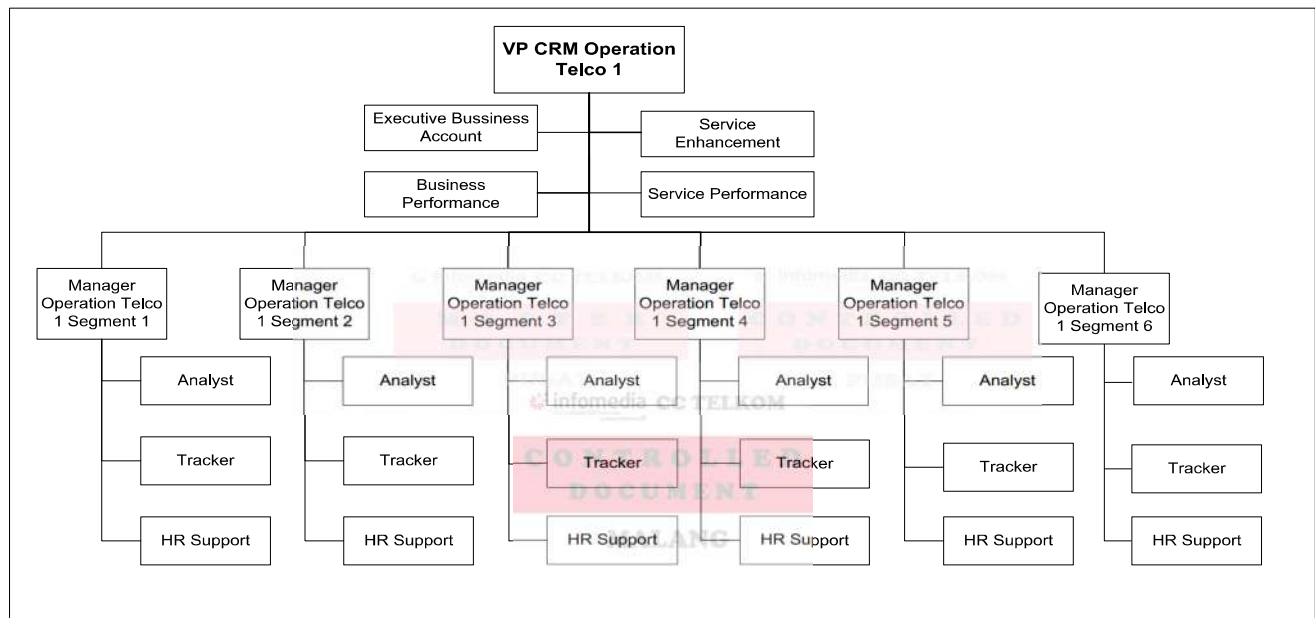 VP CRM Operation
Telco 1
Executive Bussiness
Account
Service
Enhancement
Business
Performance
Service Performance
Manager
Operation Telco
1 Segment 1
Manager
Operation Telco
1 Segment 2
Manager
Operation Telco
1 Segment 3
Manager
Operation Telco
1 Segment 4
Manager
Operation Telco
1 Segment 5
Manager
Operation Telco
1 Segment 6
Analyst
Analyst
Analyst
Analyst
Analyst
Analyst
infomedia CC TELKOM
Tracker
Tracker
Tracker
Tracker
Tracker
Tracker
CONTROLLED
DOCUMENT
HR Support
HR Support
HR Support
HR Support
HR Support
HR Support
MALANG